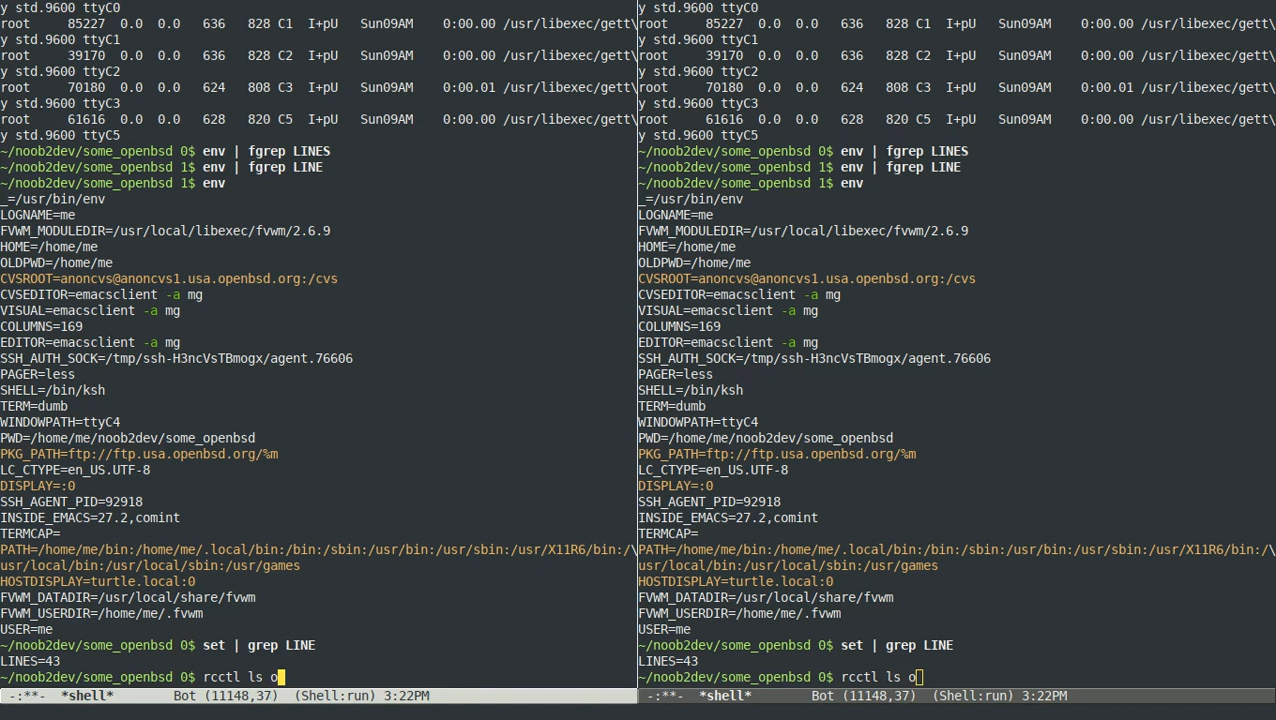 y std.9600 ttyC0
root     85227  0.0  0.0   636   828 C1  I+pU   Sun09AM    0:00.00 /usr/libexec/gett\
y std.9600 ttyC1
root     39170  0.0  0.0   636   828 C2  I+pU   Sun09AM    0:00.00 /usr/libexec/gett\
y std.9600 ttyC2
root     70180  0.0  0.0   624   808 C3  I+pU   Sun09AM    0:00.01 /usr/libexec/gett\
y std.9600 ttyC3
root     61616  0.0  0.0   628   820 C5  I+pU   Sun09AM    0:00.00 /usr/libexec/gett\
y std.9600 ttyC5
~/noob2dev/some_openbsd 0$ env | fgrep LINES
~/noob2dev/some_openbsd 1$ env | fgrep LINE
~/noob2dev/some_openbsd 1$ env
_=/usr/bin/env
LOGNAME=me
FVWM_MODULEDIR=/usr/local/libexec/fvwm/2.6.9
HOME=/home/me
OLDPWD=/home/me
CVSROOT=anoncvs@anoncvs1.usa.openbsd.org:/cvs
CVSEDITOR=emacsclient -a mg
VISUAL=emacsclient -a mg
COLUMNS=169
EDITOR=emacsclient -a mg
SSH_AUTH_SOCK=/tmp/ssh-H3ncVsTBmogx/agent.76606
PAGER=less
SHELL=/bin/ksh
TERM=dumb
WINDOWPATH=ttyC4
PWD=/home/me/noob2dev/some_openbsd
PKG_PATH=ftp://ftp.usa.openbsd.org/%m
LC_CTYPE=en_US.UTF-8
DISPLAY=:0
SSH_AGENT_PID=92918
INSIDE_EMACS=27.2,comint
TERMCAP=
PATH=/home/me/bin:/home/me/.local/bin:/bin:/sbin:/usr/bin:/usr/sbin:/usr/X11R6/bin:/\
usr/local/bin:/usr/local/sbin:/usr/games
HOSTDISPLAY=turtle.local:0
FVWM_DATADIR=/usr/local/share/fvwm
FVWM_USERDIR=/home/me/.fvwm
USER=me
~/noob2dev/some_openbsd 0$ set | grep LINE
LINES=43
~/noob2dev/some_openbsd 0$ rcctl ls o
-:**-  *shell*        Bot (11148,37)  (Shell:run) 3:22PM
y std.9600 ttyC0
root     85227  0.0  0.0   636   828 C1  I+pU   Sun09AM    0:00.00 /usr/libexec/gett\
y std.9600 ttyC1
root     39170  0.0  0.0   636   828 C2  I+pU   Sun09AM    0:00.00 /usr/libexec/gett\
y std.9600 ttyC2
root     70180  0.0  0.0   624   808 C3  I+pU   Sun09AM    0:00.01 /usr/libexec/gett\
y std.9600 ttyC3
root     61616  0.0  0.0   628   820 C5  I+pU   Sun09AM    0:00.00 /usr/libexec/gett\
y std.9600 ttyC5
~/noob2dev/some_openbsd 0$ env | fgrep LINES
~/noob2dev/some_openbsd 1$ env | fgrep LINE
~/noob2dev/some_openbsd 1$ env
_=/usr/bin/env
LOGNAME=me
FVWM_MODULEDIR=/usr/local/libexec/fvwm/2.6.9
HOME=/home/me
OLDPWD=/home/me
CVSROOT=anoncvs@anoncvs1.usa.openbsd.org:/cvs
CVSEDITOR=emacsclient -a mg
VISUAL=emacsclient -a mg
COLUMNS=169
EDITOR=emacsclient -a mg
SSH_AUTH_SOCK=/tmp/ssh-H3ncVsTBmogx/agent.76606
PAGER=less
SHELL=/bin/ksh
TERM=dumb
WINDOWPATH=ttyC4
PWD=/home/me/noob2dev/some_openbsd
PKG_PATH=ftp://ftp.usa.openbsd.org/%m
LC_CTYPE=en_US.UTF-8
DISPLAY=:0
SSH_AGENT_PID=92918
INSIDE_EMACS=27.2,comint
TERMCAP=
PATH=/home/me/bin:/home/me/.local/bin:/bin:/sbin:/usr/bin:/usr/sbin:/usr/X11R6/bin:/\
usr/local/bin:/usr/local/sbin:/usr/games
HOSTDISPLAY=turtle.local:0
FVWM_DATADIR=/usr/local/share/fvwm
FVWM_USERDIR=/home/me/.fvwm
USER=me
~/noob2dev/some_openbsd 0$ set | grep LINE
LINES=43
~/noob2dev/some_openbsd 0$ rcctl ls o
-:**-  *shell*        Bot (11148,37)  (Shell:run) 3:22PM